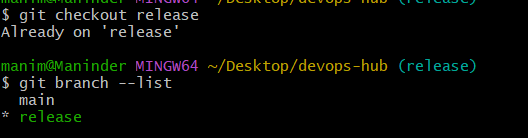 $ git checkout release
Already on 'release'
manim@Maninder MINGW64 ~/Desktop/devops-hub (release)
$ git branch --list
  main
* release